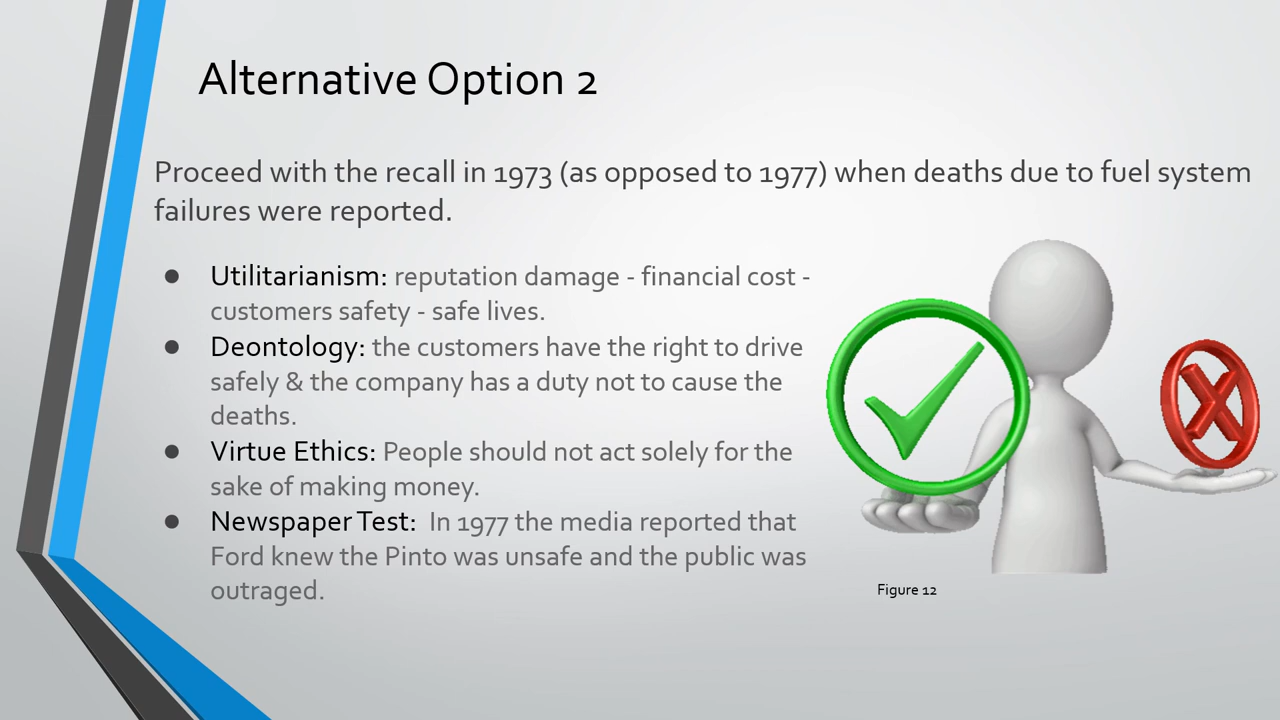 Alternative Option 2
Proceed with the recall in 1973 (as opposed to 1977) when deaths due to fuel system
failures were reported.
● Utilitarianism: reputation damage - financial cost -
customers safety - safe lives.
● Deontology: the customers have the right to drive
safely & the company has a duty not to cause the
deaths.
● Virtue Ethics: People should not act solely for the
sake of making money.
● Newspaper Test: In 1977 the media reported that
Ford knew the Pinto was unsafe and the public was
outraged.
Figure 12